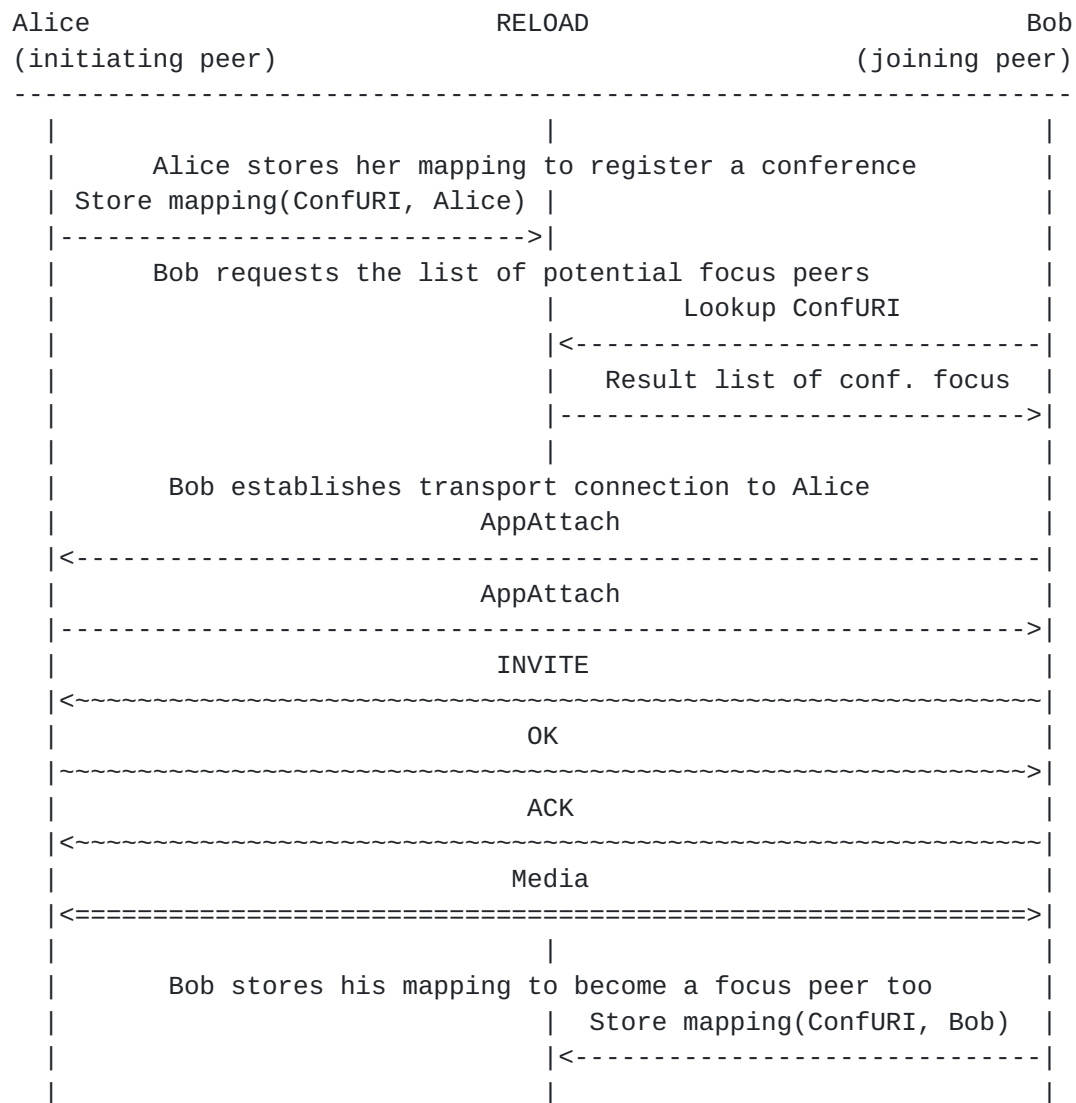 Alice RELOAD Bob
(initiating peer) (joining peer)
Alice stores her mapping to register a conference
Store mapping(ConfURI, Alice)
Bob requests the list of potential focus peers
Lookup ConfURI
Result list of conf. focus
Bob establishes transport connection to Alice
AppAttach
AppAttach
INVITE
OK
ACK
Media
Bob stores his mapping to become a focus peer too
Store mapping(ConfURI, Bob)